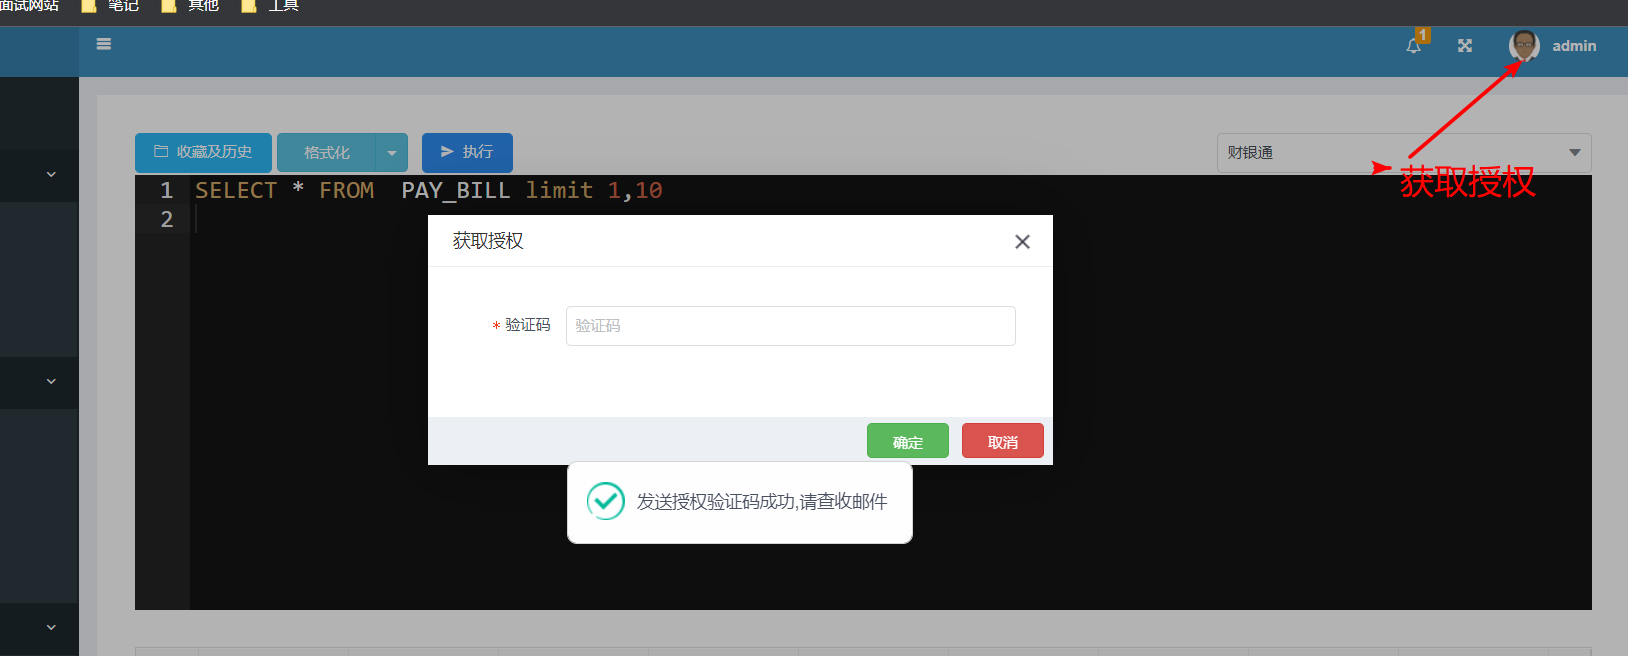 面试网站 笔记 其他 工具
1
admin
收藏及历史 格式化 执行 财银通
获取授权
1 SELECT * FROM PAY_BILL limit 1,10
2
获取授权
* 验证码 验证码
确定 取消
发送授权验证码成功,请查收邮件